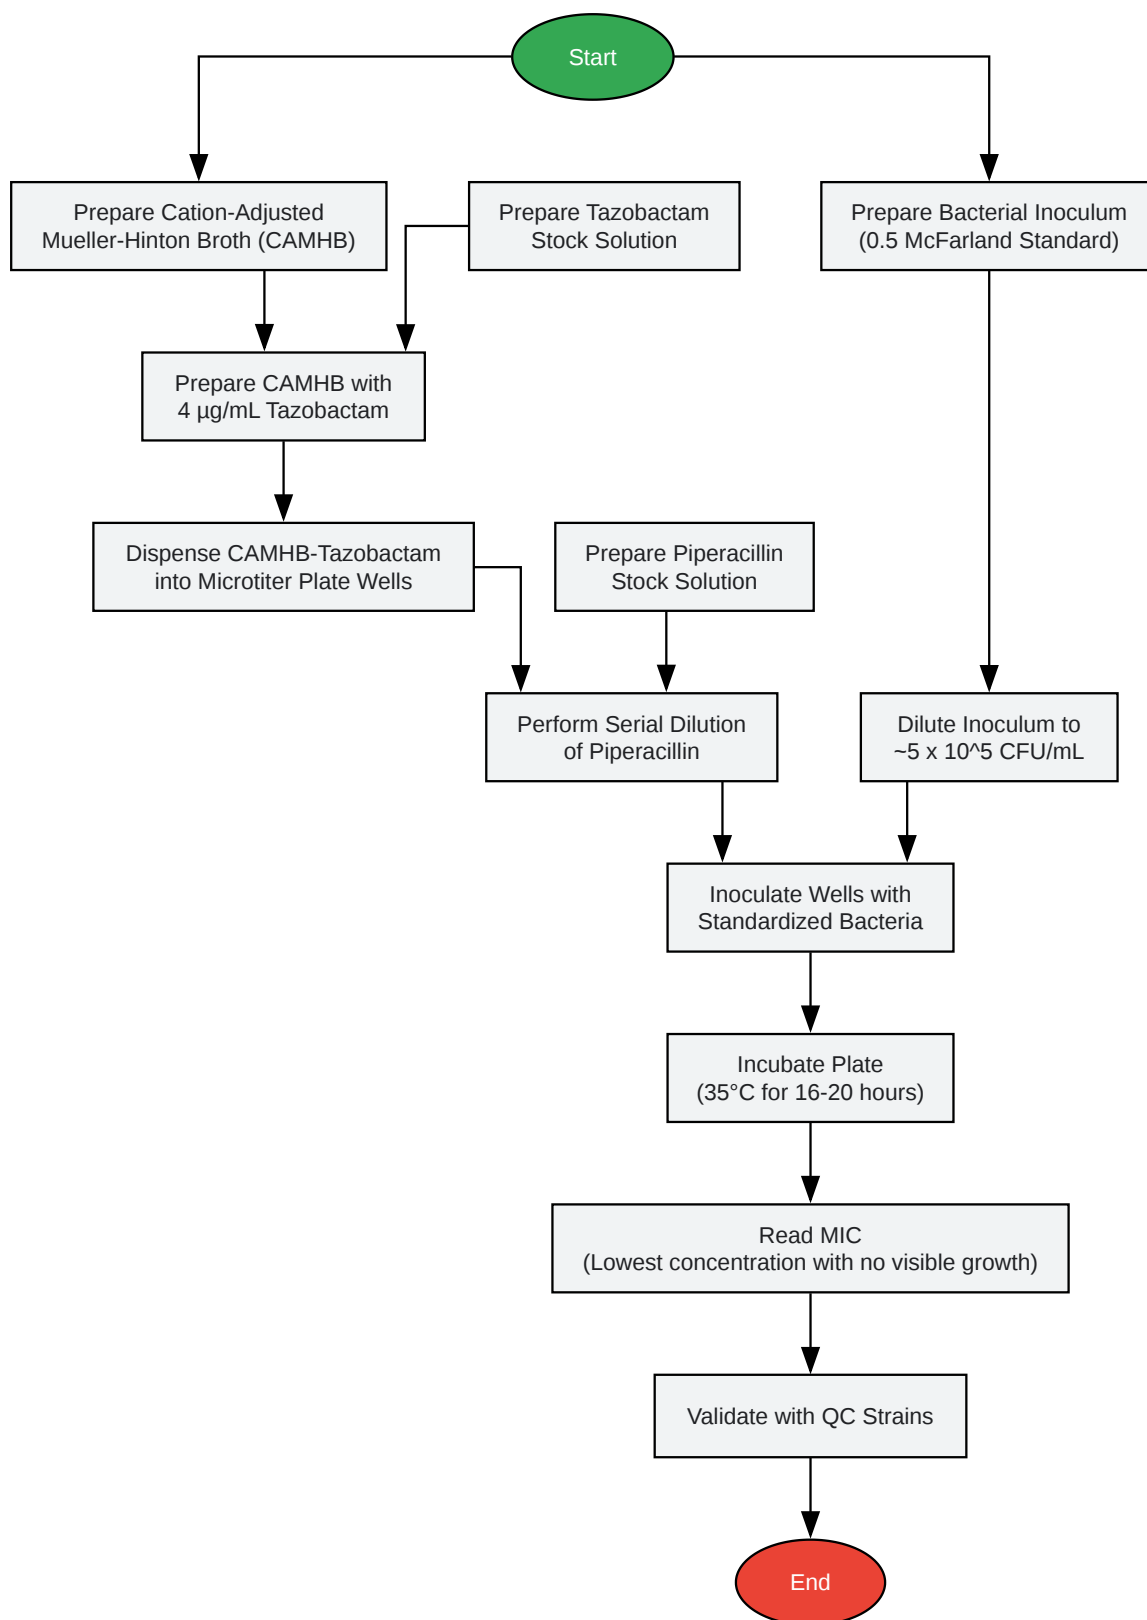 Start
Prepare Cation-Adjusted
Mueller-Hinton Broth (CAMHB)
Prepare Tazobactam
Stock Solution
Prepare Bacterial Inoculum
(0.5 McFarland Standard)
Prepare CAMHB with
4 µg/mL Tazobactam
Dispense CAMHB-Tazobactam
into Microtiter Plate Wells
Prepare Piperacillin
Stock Solution
Perform Serial Dilution
of Piperacillin
Dilute Inoculum to
~5 x 10^5 CFU/mL
Inoculate Wells with
Standardized Bacteria
Incubate Plate
(35°C for 16-20 hours)
Read MIC
(Lowest concentration with no visible growth)
Validate with QC Strains
End